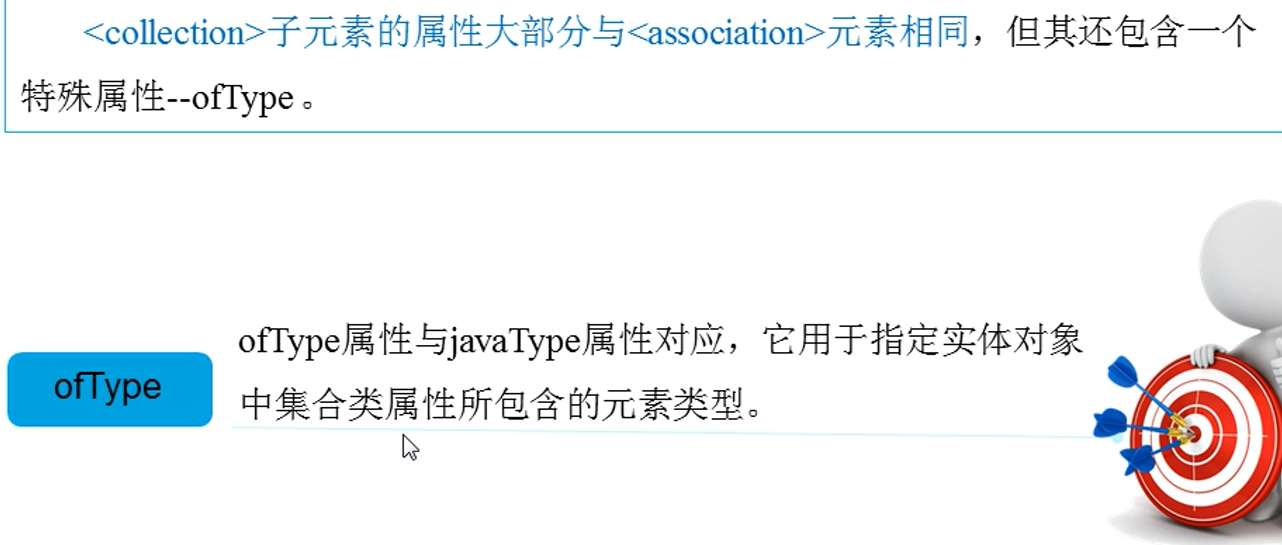 <collection>子元素的属性大部分与<association>元素相同，但其还包含一个
特殊属性--ofType。
ofType
ofType属性与javaType属性对应，它用于指定实体对象
中集合类属性所包含的元素类型。